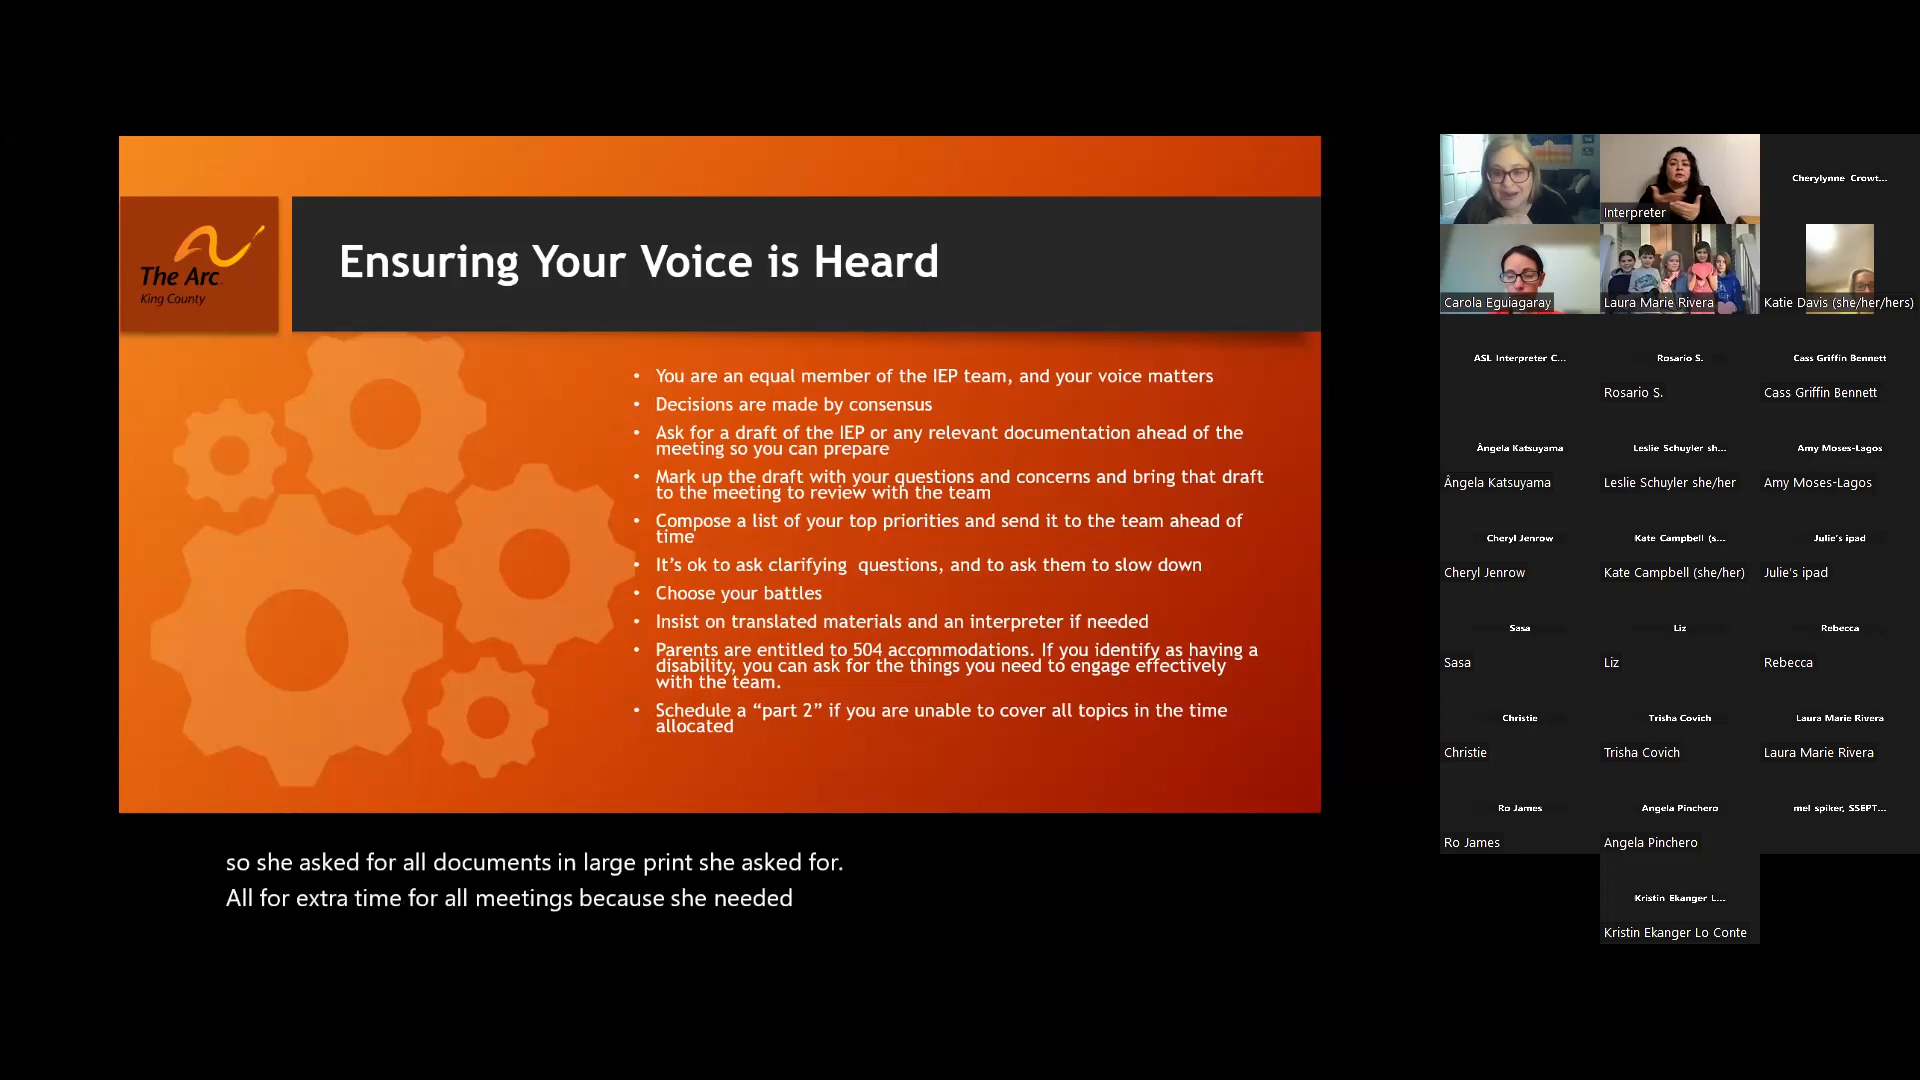 The Arc
King County
Ensuring Your Voice is Heard
• You are an equal member of the IEP team, and your voice matters
• Decisions are made by consensus
• Ask for a draft of the IEP or any relevant documentation ahead of the
meeting so you can prepare
• Mark up the draft with your questions and concerns and bring that draft
to the meeting to review with the team
• Compose a list of your top priorities and send it to the team ahead of
time
• It’s ok to ask clarifying  questions, and to ask them to slow down
• Choose your battles
• Insist on translated materials and an interpreter if needed
• Parents are entitled to 504 accommodations. If you identify as having a
disability, you can ask for the things you need to engage effectively
with the team.
• Schedule a “part 2” if you are unable to cover all topics in the time
allocated
so she asked for all documents in large print she asked for.
All for extra time for all meetings because she needed
Interpreter
Cherylynne Crowt...
Carola Eguiagaray
Laura Marie Rivera
Katie Davis (she/her/hers)
ASL Interpreter C...
Rosario S.
Rosario S.
Cass Griffin Bennett
Cass Griffin Bennett
Ângela Katsuyama
Ângela Katsuyama
Leslie Schuyler sh...
Leslie Schuyler she/her
Amy Moses-Lagos
Amy Moses-Lagos
Cheryl Jenrow
Cheryl Jenrow
Kate Campbell (s...
Kate Campbell (she/her)
Julie's ipad
Julie's ipad
Sasa
Sasa
Liz
Liz
Rebecca
Rebecca
Christie
Christie
Trisha Covich
Trisha Covich
Laura Marie Rivera
Laura Marie Rivera
Ro James
Ro James
Angela Pinchero
Angela Pinchero
mel spiker, SSEPT...
Kristin Ekanger L...
Kristin Ekanger Lo Conte